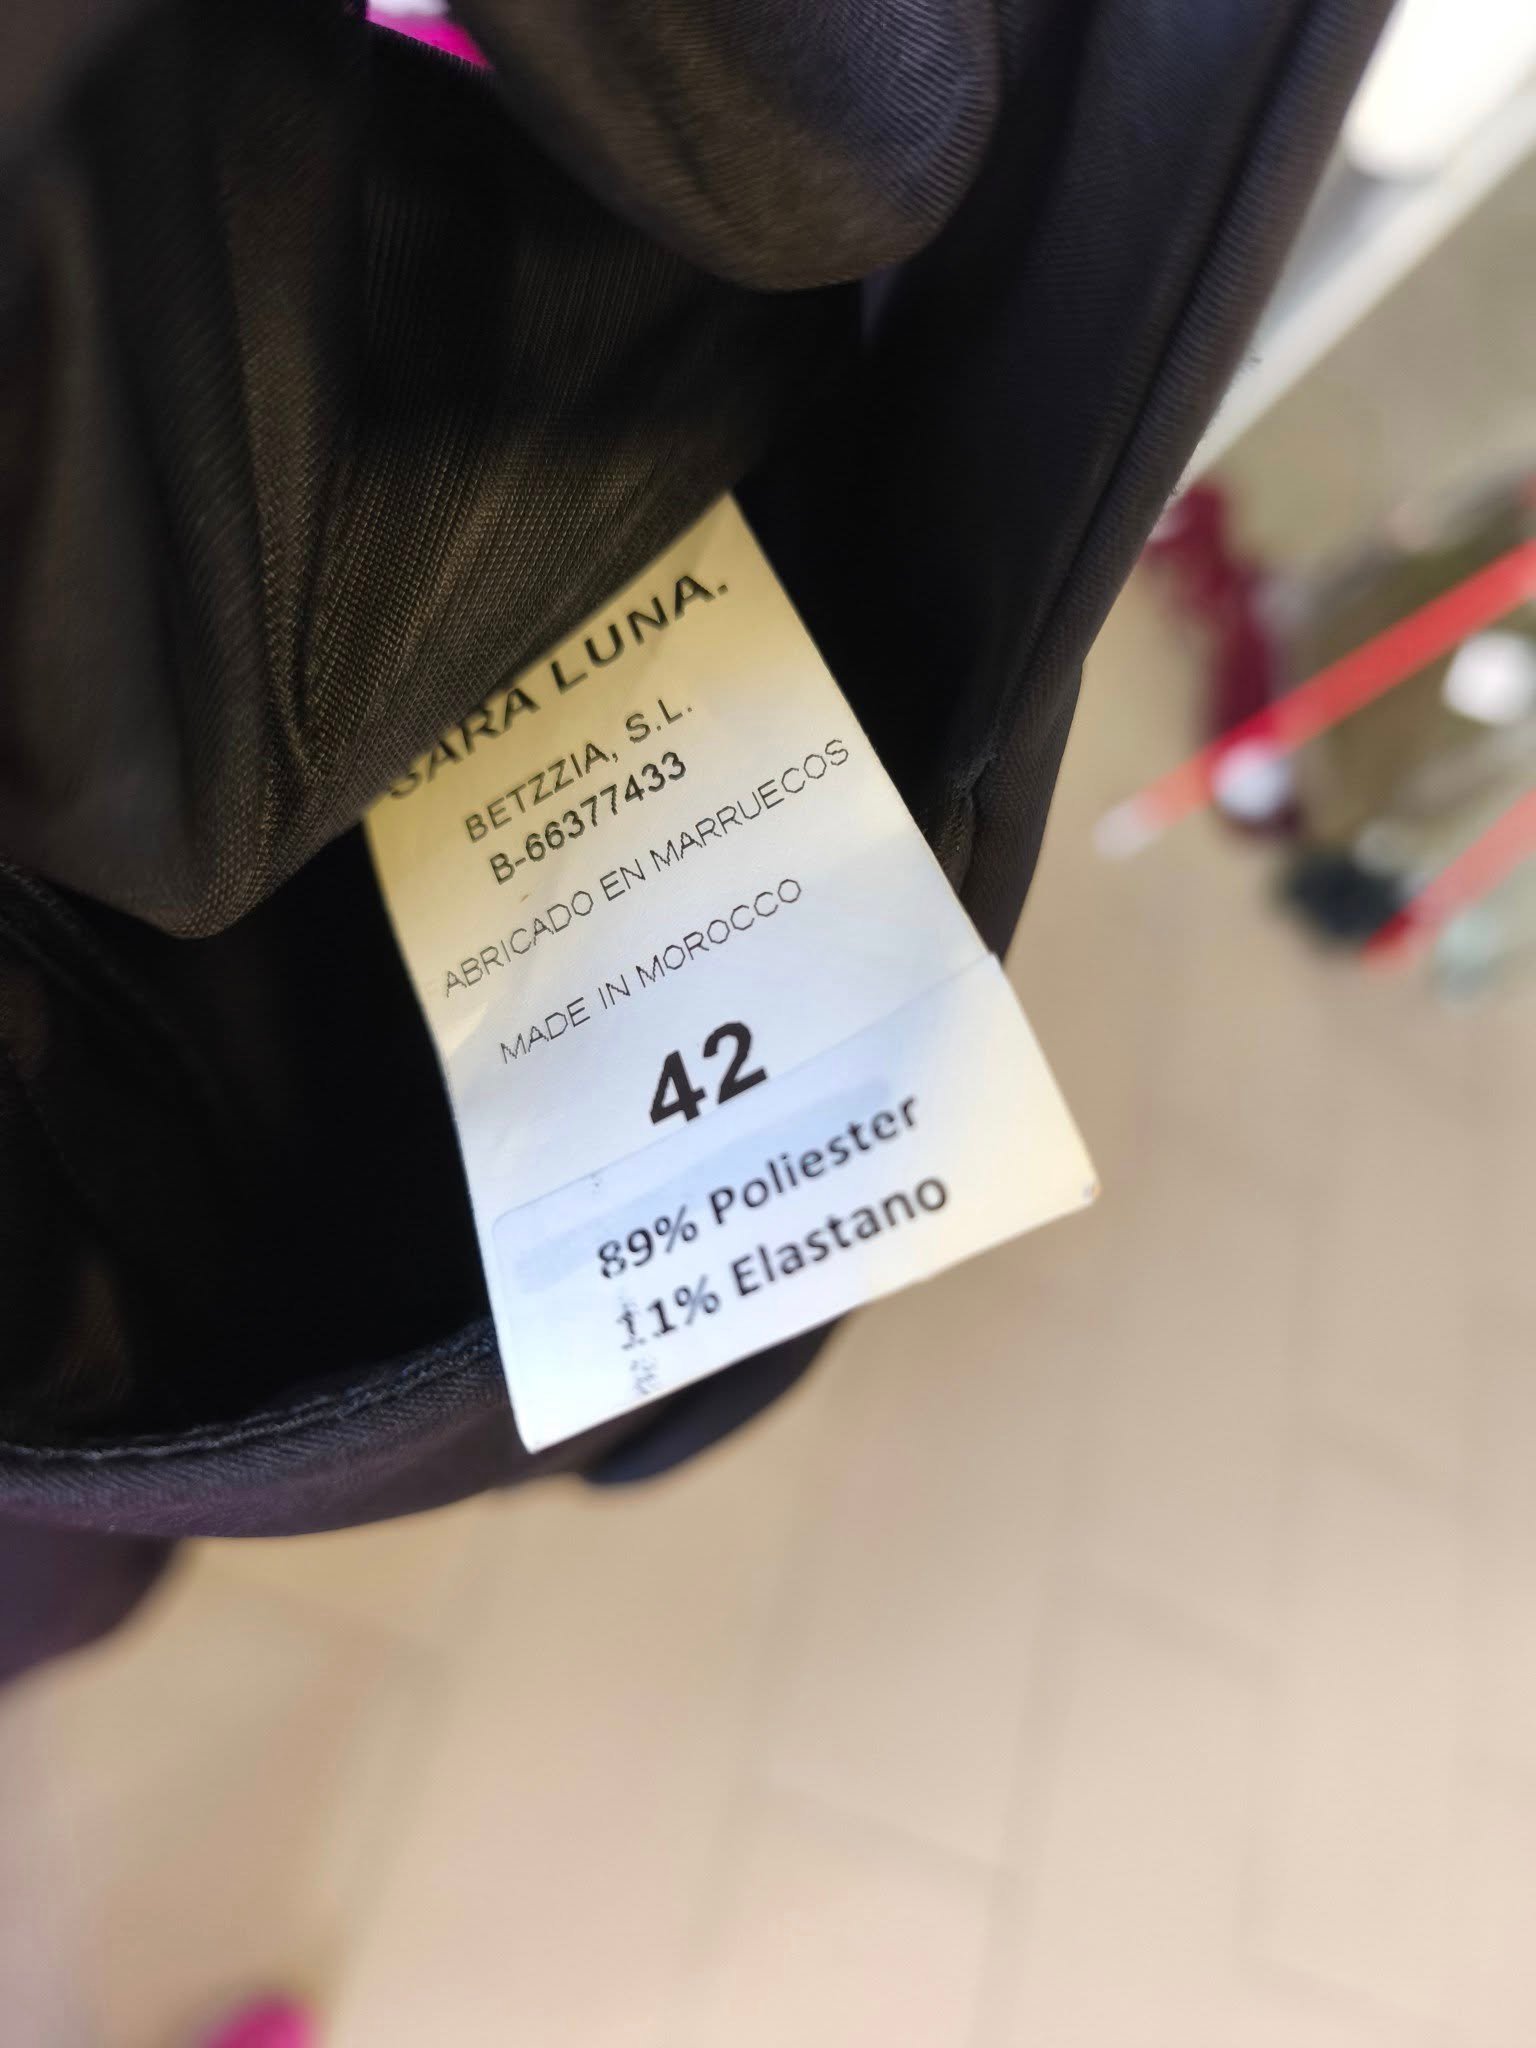 SARA LUNA.
BETZZIA, S.L.
B-66377433
ABRICADO EN MARRUECOS
MADE IN MOROCCO
42
89% Poliester
11% Elastano